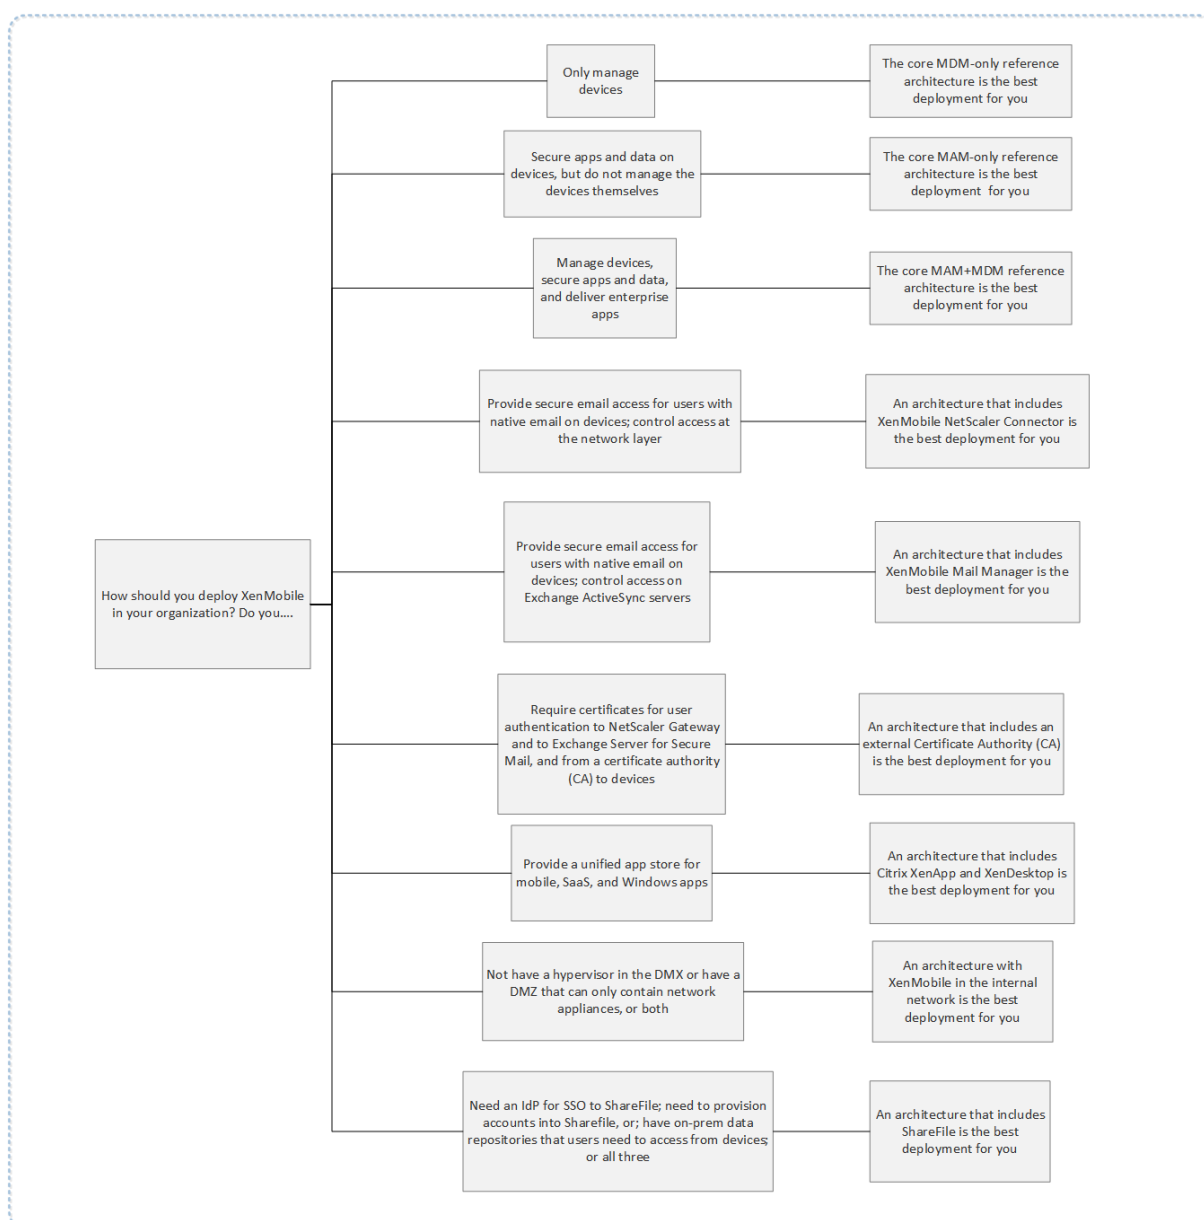 Only manage
devices
The core MDM-only reference
architecture is the best
deployment for you
Secure apps and data on
devices, but do not manage the
devices themselves
The core MAM-only reference
architecture is the best
deployment for you
Manage devices,
secure apps and data,
and deliver enterprise
apps
The core MAM+MDM reference
architecture is the best
deployment for you
Provide secure email access for users with
native email on devices; control access at
the network layer
An architecture that includes
XenMobile NetScaler Connector is
the best deployment for you
How should you deploy XenMobile
in your organization? Do you....
Provide secure email access for
users with native email on
devices; control access on
Exchange ActiveSync servers
An architecture that includes
XenMobile Mail Manager is the
best deployment for you
Require certificates for user
authentication to NetScaler Gateway
and to Exchange Server for Secure
Mail, and from a certificate authority
(CA) to devices
An architecture that includes an
external Certificate Authority (CA)
is the best deployment for you
Provide a unified app store for
mobile, SaaS, and Windows apps
An architecture that includes
Citrix XenApp and XenDesktop is
the best deployment for you
Not have a hypervisor in the DMX or have a
DMZ that can only contain network
appliances, or both
An architecture with
XenMobile in the internal
network is the best
deployment for you
Need an IdP for SSO to ShareFile; need to provision
accounts into Sharefile, or; have on-prem data
repositories that users need to access from devices;
or all three
An architecture that includes
ShareFile is the best
deployment for you